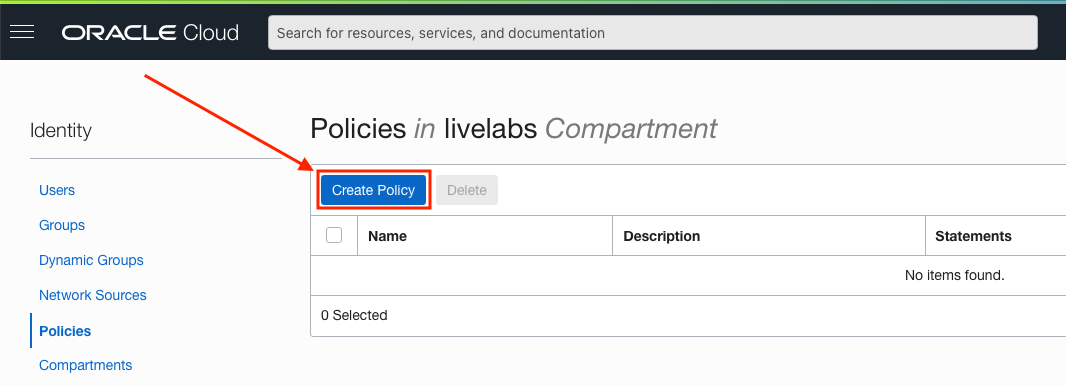 ORACLE Cloud
Search for resources, services, and documentation
Identity
Users
Groups
Dynamic Groups
Network Sources
Policies
Compartments
Policies in livelabs Compartment
Create Policy
Delete
Name
Description
Statements
No items found.
0 Selected